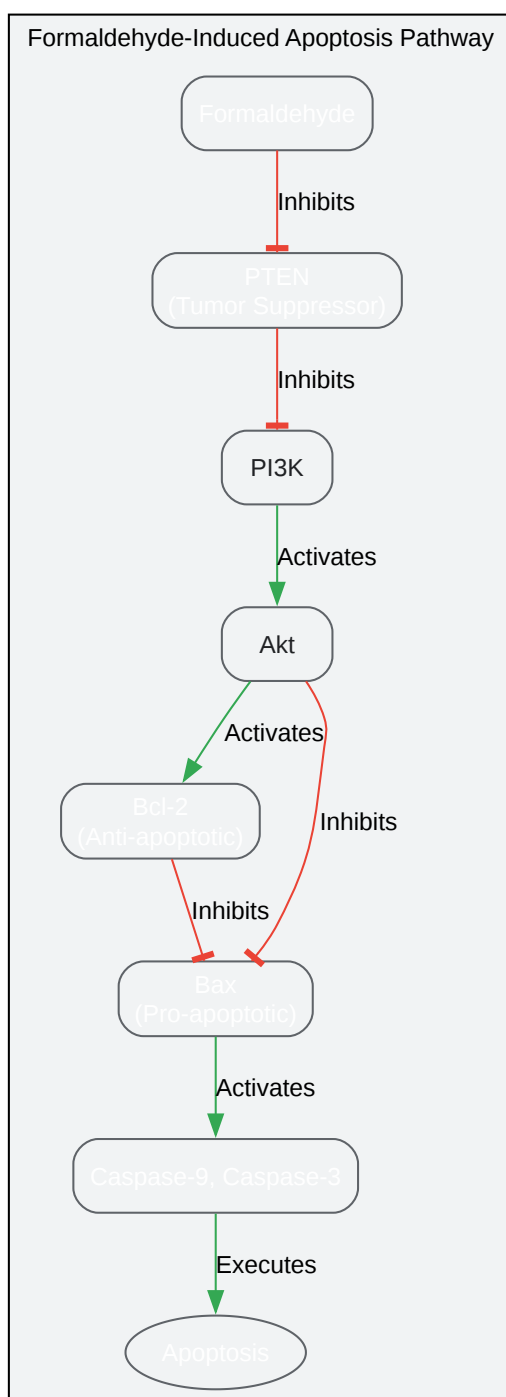 Formaldehyde-Induced Apoptosis Pathway
Formaldehyde
Inhibits
PTEN
(Tumor Suppressor)
Inhibits
PI3K
Activates
Akt
Activates
Bcl-2
(Anti-apoptotic)
Inhibits
Inhibits
Bax
(Pro-apoptotic)
Activates
Caspase-9, Caspase-3
Executes
Apoptosis